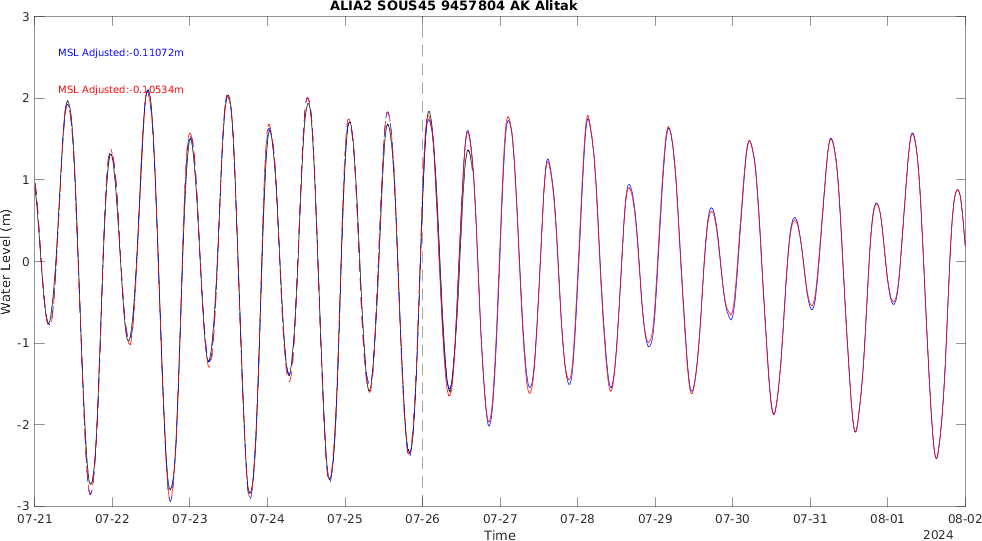 ALIA2 SOUS45 9457804 AK Alitak
MSL Adjusted:-0.11072m
MSL Adjusted:-0.10534m
Water Level (m)
3
2
1
0
-1
-2
-3
07-21 07-22 07-23 07-24 07-25 07-26 07-27 07-28 07-29 07-30 07-31 08-01 08-02
Time
2024